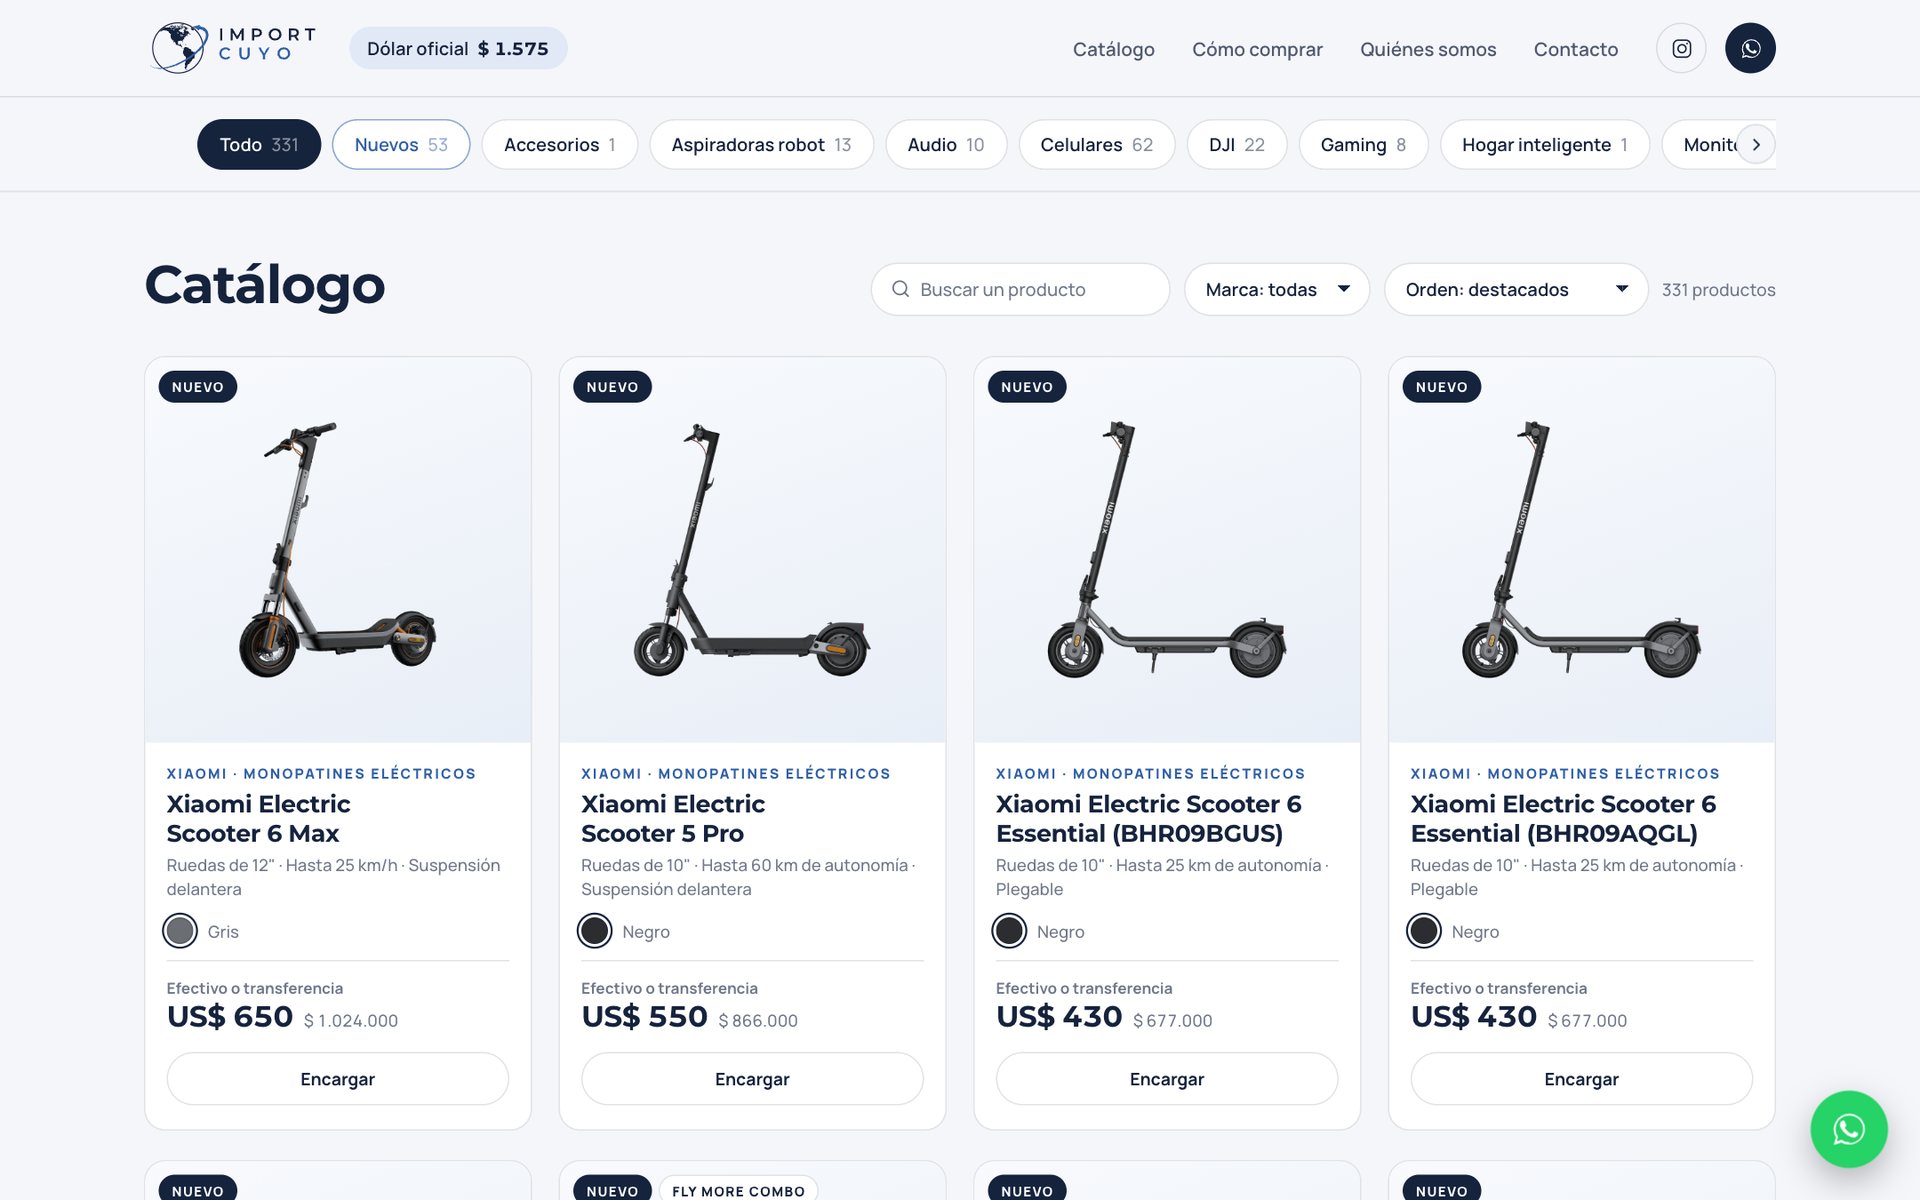 IMPORT
CUYO
Dólar oficial $ 1.575
Catálogo
Cómo comprar
Quiénes somos
Contacto
Todo 331
Nuevos 53
Accesorios 1
Aspiradoras robot 13
Audio 10
Celulares 62
DJI 22
Gaming 8
Hogar inteligente 1
Catálogo
Buscar un producto
Marca: todas
Orden: destacados
331 productos
NUEVO
XIAOMI · MONOPATINES ELÉCTRICOS
Xiaomi Electric
Scooter 6 Max
Ruedas de 12" · Hasta 25 km/h · Suspensión
delantera
Gris
Efectivo o transferencia
US$ 650 $ 1.024.000
Encargar
NUEVO
xiaomi
XIAOMI · MONOPATINES ELÉCTRICOS
Xiaomi Electric
Scooter 5 Pro
Ruedas de 10" · Hasta 60 km de autonomía ·
Suspensión delantera
Negro
Efectivo o transferencia
US$ 550 $ 866.000
Encargar
NUEVO
xiaomi
XIAOMI · MONOPATINES ELÉCTRICOS
Xiaomi Electric Scooter 6
Essential (BHR09BGUS)
Ruedas de 10" · Hasta 25 km de autonomía ·
Plegable
Negro
Efectivo o transferencia
US$ 430 $ 677.000
Encargar
NUEVO
xiaomi
XIAOMI · MONOPATINES ELÉCTRICOS
Xiaomi Electric Scooter 6
Essential (BHR09AQGL)
Ruedas de 10" · Hasta 25 km de autonomía ·
Plegable
Negro
Efectivo o transferencia
US$ 430 $ 677.000
Encargar
NUEVO
NUEVO
FLY MORE COMBO
NUEVO
NUEVO